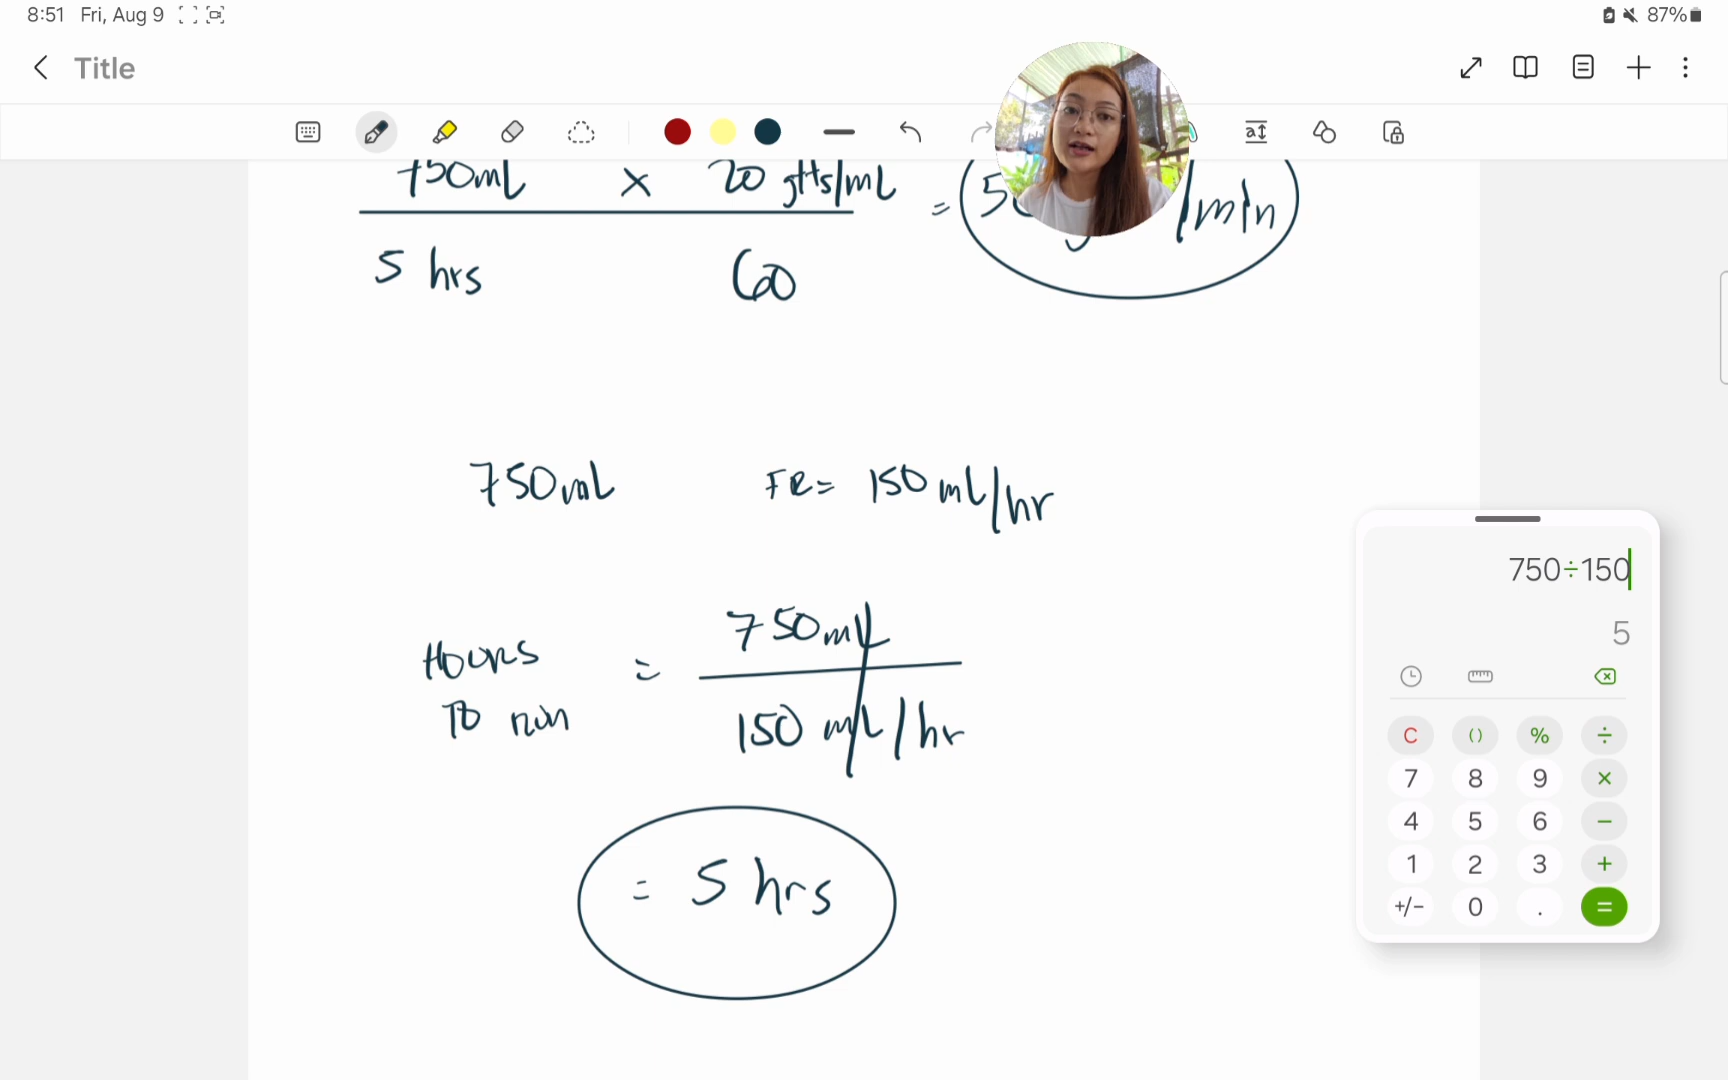 8:51 Fri, Aug 9 87%
Title
750mL x 20 gtts/mL
= /min
5 hrs 60
750mL FR= 150 mL/hr
Hours To run = 750mL
150 mL/hr
= 5 hrs
750÷150
5
C () % ÷
7 8 9 ×
4 5 6 −
1 2 3 +
+/− 0 . =